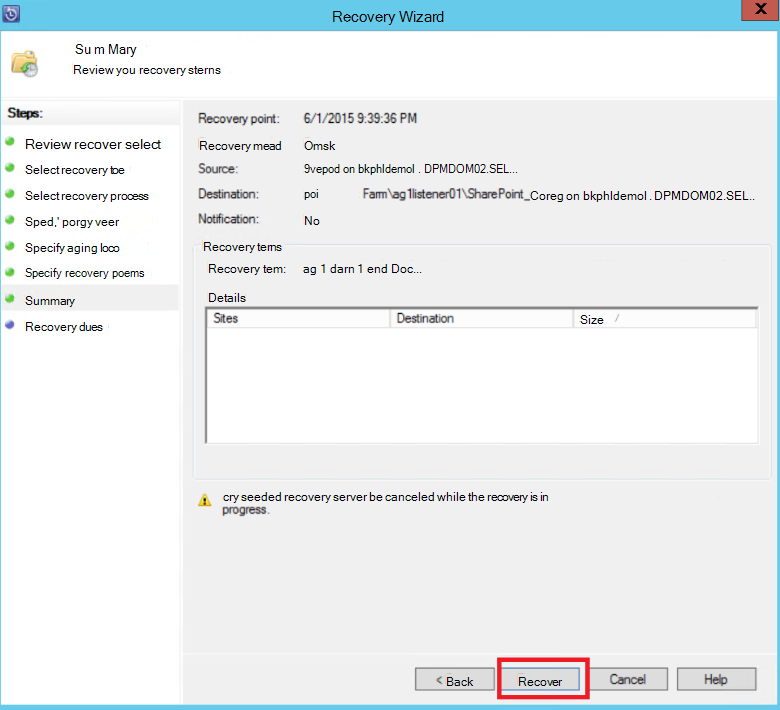 Recovery Wizard
X
Su m Mary
Review you recovery sterns
Steps:
Review recover select
Select recovery toe
Select recovery process
Sped,' porgy veer
Specify aging loco
Specify recovery poems
Summary
Recovery dues
Recovery point: 6/1/2015 9:39:36 PM
Recovery mead Omsk
Source: 9vepod on bkphldemol . DPMDOM02.SEL...
Destination: poi Farm\ag1listener01\SharePoint_Coreg on bkphldemol . DPMDOM02.SEL..
Notification: No
Recovery tems
Recovery tem: ag 1 darn 1 end Doc...
Details
Sites Destination Size /
cry seeded recovery server be canceled while the recovery is in
progress.
< Back Recover Cancel Help